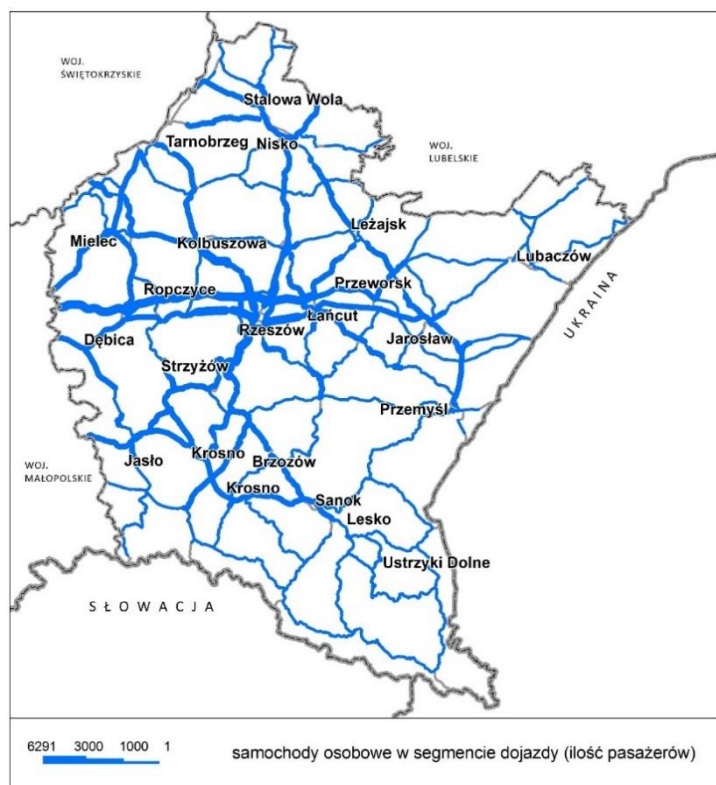 WOJ.
ŚWIĘTOKRZYSKIE
Stalowa Wola
Tarnobrzeg
Nisko
WOJ.
LUBELSKIE
Leżajsk
Mielec
Kolbuszowa
Lubaczów
Ropczyce
Przeworsk
UKRAINA
Łańcut
Rzeszów
Dębica
Jarosław
Strzyżów
Przemyśl
WOJ.
MAŁOPOLSKIE
Jasło
Krosno
Brzozów
Krosno
Sanok
Lesko
Ustrzyki Dolne
SŁOWACJA
6291 3000 1000 1
samochody osobowe w segmencie dojazdy (ilość pasażerów)